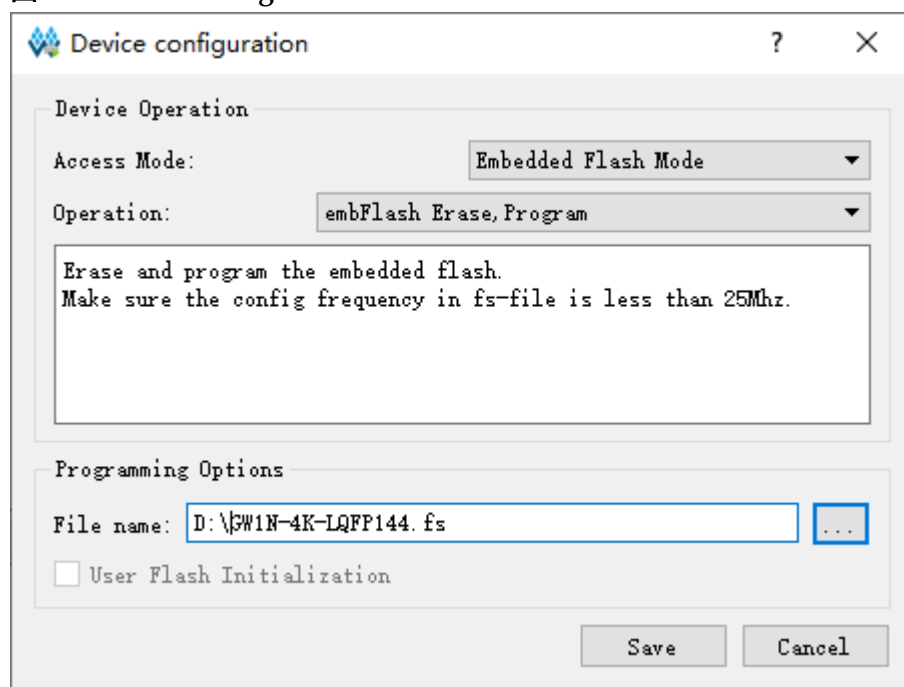 Device configuration
Device Operation
Access Mode: Embedded Flash Mode
Operation: embFlash Erase,Program
Erase and program the embedded flash.
Make sure the config frequency in fs-file is less than 25Mhz.
Programming Options
File name: D:\GW1N-4K-LQFP144.fs ...
User Flash Initialization
Save Cancel